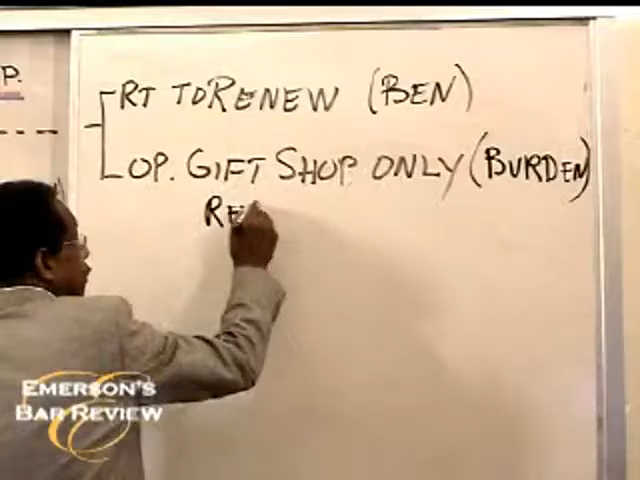 P.
RT TO RENEW (BEN)
OP. GIFT SHOP ONLY (BURDEN)
RE
EMERSON'S
BAR REVIEW